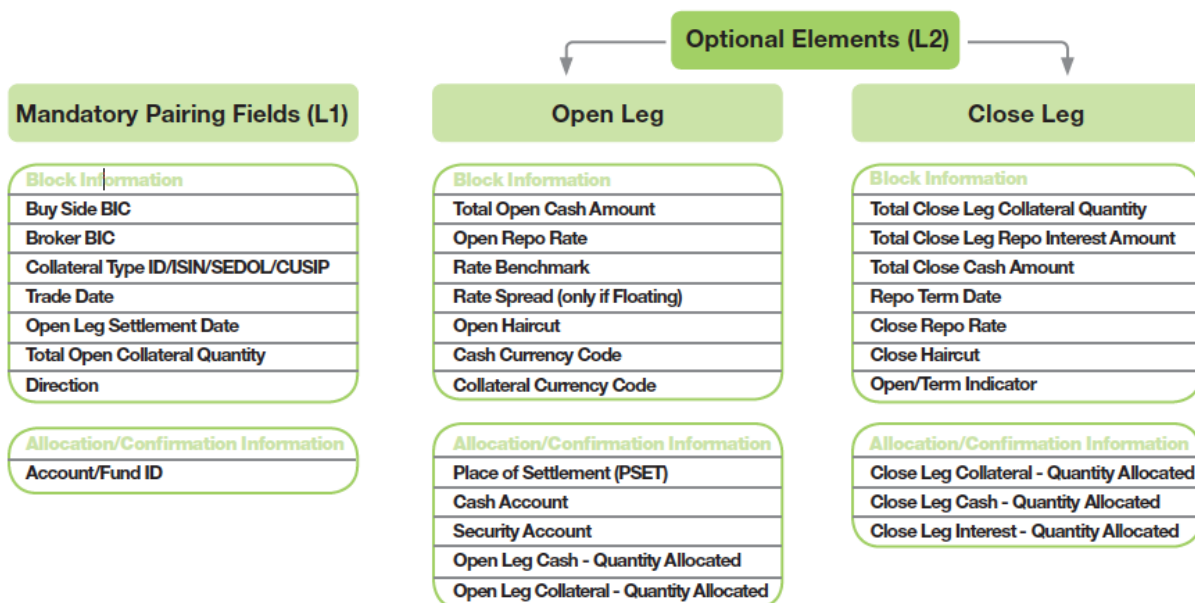 Optional Elements (L2)
Mandatory Pairing Fields (L1)
Block Information
Buy Side BIC
Broker BIC
Collateral Type ID/ISIN/SEDOL/CUSIP
Trade Date
Open Leg Settlement Date
Total Open Collateral Quantity
Direction
Allocation/Confirmation Information
Account/Fund ID
Open Leg
Block Information
Total Open Cash Amount
Open Repo Rate
Rate Benchmark
Rate Spread (only if Floating)
Open Haircut
Cash Currency Code
Collateral Currency Code
Allocation/Confirmation Information
Place of Settlement (PSET)
Cash Account
Security Account
Open Leg Cash - Quantity Allocated
Open Leg Collateral - Quantity Allocated
Close Leg
Block Information
Total Close Leg Collateral Quantity
Total Close Leg Repo Interest Amount
Total Close Cash Amount
Repo Term Date
Close Repo Rate
Close Haircut
Open/Term Indicator
Allocation/Confirmation Information
Close Leg Collateral - Quantity Allocated
Close Leg Cash - Quantity Allocated
Close Leg Interest - Quantity Allocated